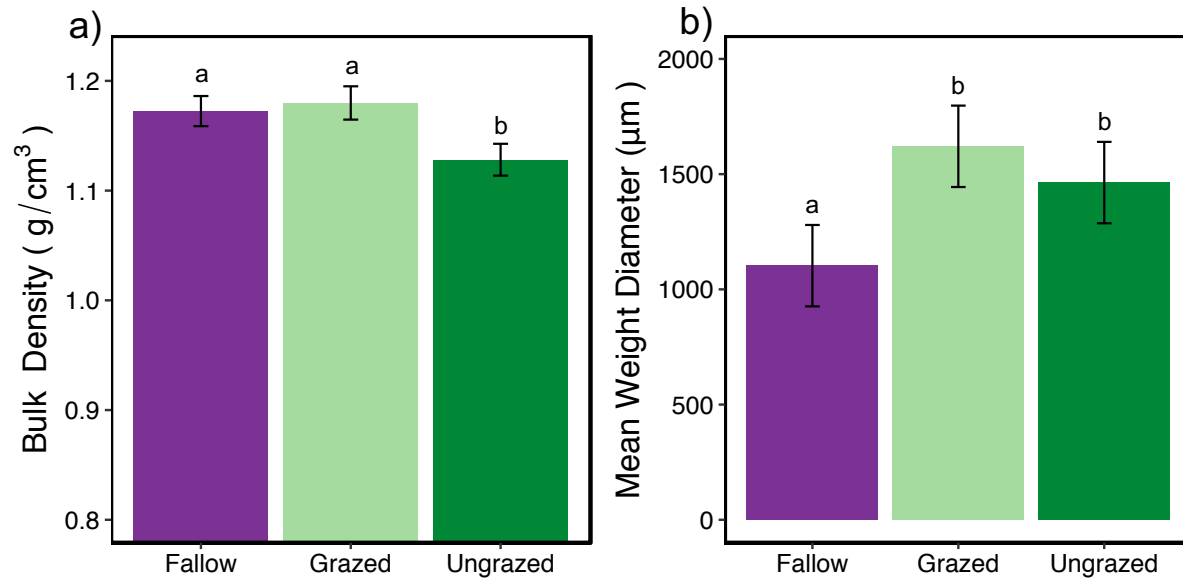 a)
Bulk Density ( g/cm³)
1.2
1.1
1.0
0.9
0.8
a
a
b
Fallow Grazed Ungrazed
b)
Mean Weight Diameter (µm )
2000
1500
1000
500
0
a
b
b
Fallow Grazed Ungrazed